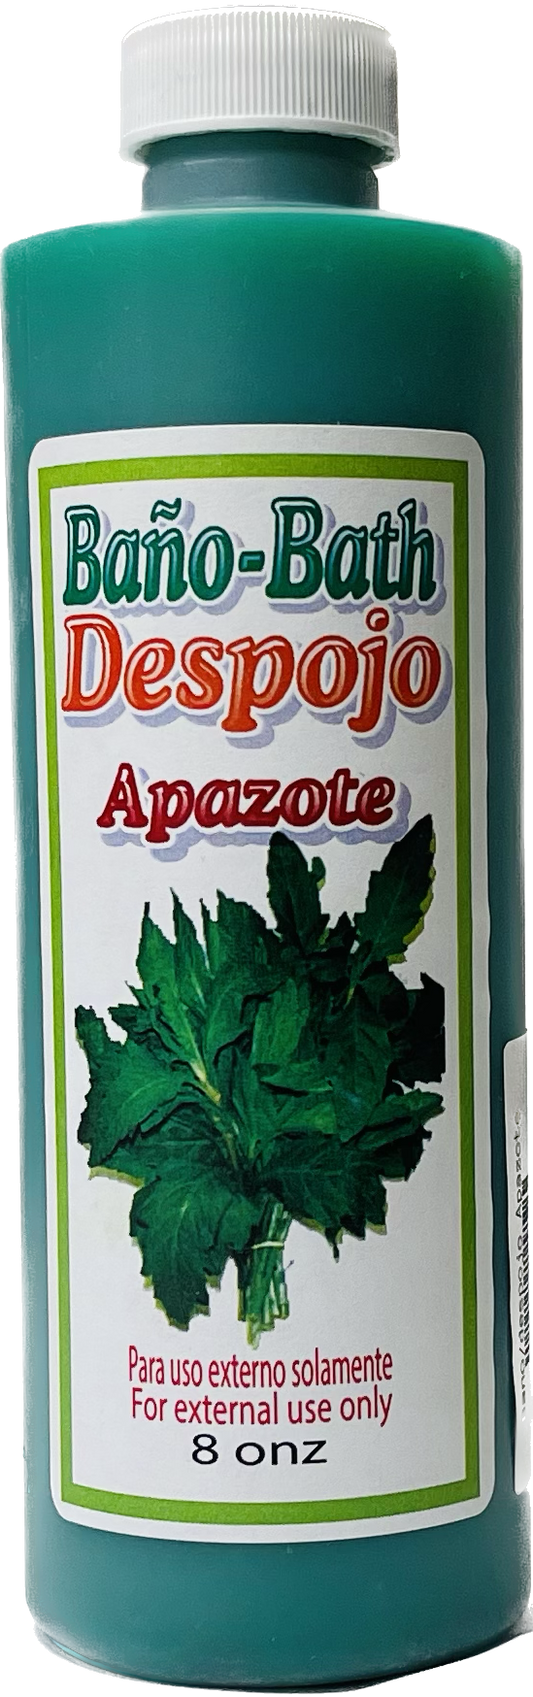 Baño-Bath
Despojo
Apazote
Para uso externo solamente
For external use only
8 onz